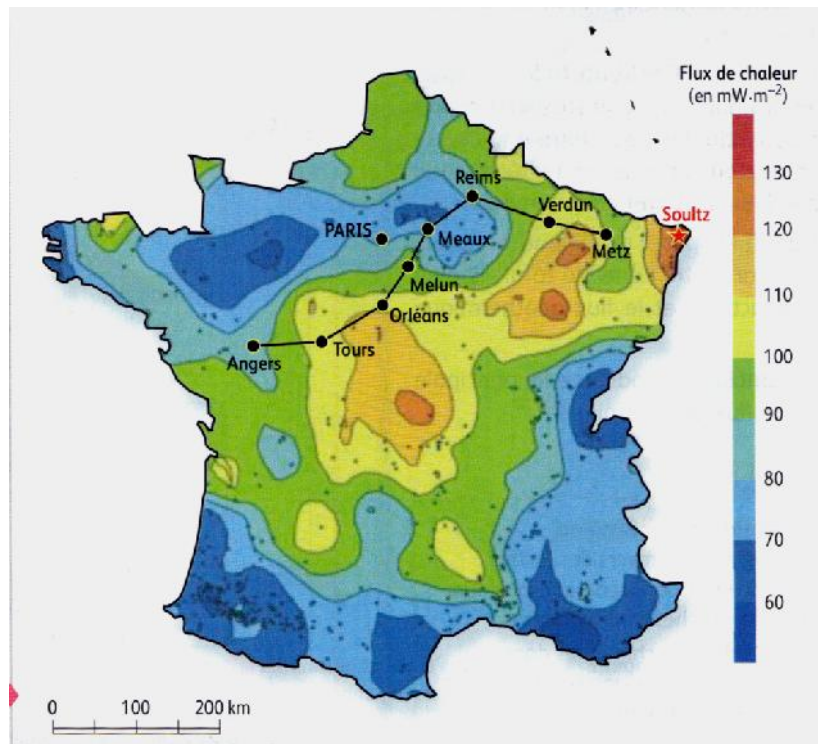 Flux de chaleur
(en mW·m⁻²)
130
120
110
100
90
80
70
60
Reims
Verdun
Soultz
PARIS
Meaux
Metz
Melun
Orléans
Angers
Tours
0 100 200 km